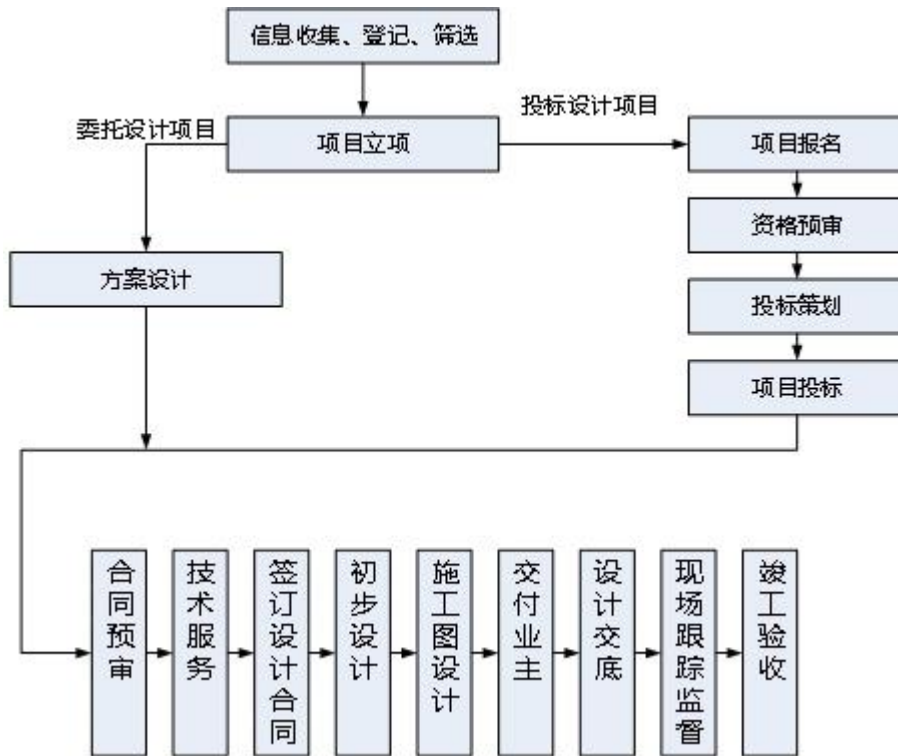 信息收集、登记、筛选
投标设计项目
委托设计项目
项目立项
项目报名
资格预审
方案设计
投标策划
项目投标
合同预审
技术服务
签订设计合同
初步设计
施工图设计
交付业主
设计交底
现场跟踪监督
竣工验收